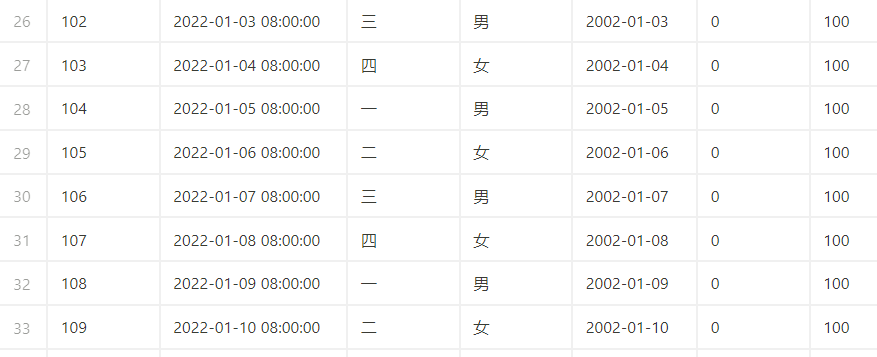 26 102 2022-01-03 08:00:00 三 男 2002-01-03 0 100
27 103 2022-01-04 08:00:00 四 女 2002-01-04 0 100
28 104 2022-01-05 08:00:00 一 男 2002-01-05 0 100
29 105 2022-01-06 08:00:00 二 女 2002-01-06 0 100
30 106 2022-01-07 08:00:00 三 男 2002-01-07 0 100
31 107 2022-01-08 08:00:00 四 女 2002-01-08 0 100
32 108 2022-01-09 08:00:00 一 男 2002-01-09 0 100
33 109 2022-01-10 08:00:00 二 女 2002-01-10 0 100